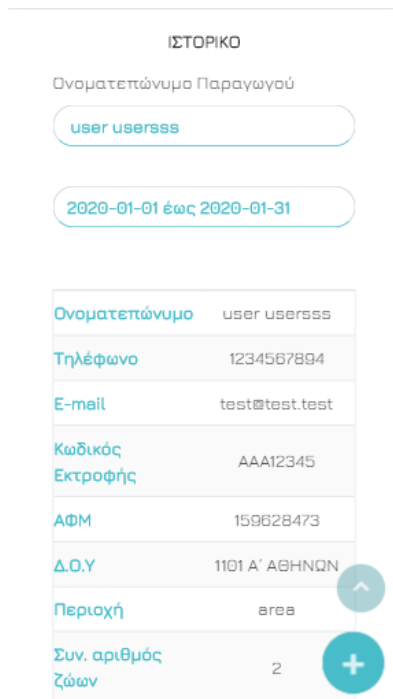 ΙΣΤΟΡΙΚΟ
Ονοματεπώνυμο Παραγωγού
user usersss
2020-01-01 έως 2020-01-31
Ονοματεπώνυμο user usersss
Τηλέφωνο 1234567894
E-mail test@test.test
Κωδικός
Εκτροφής AAA12345
ΑΦΜ 159628473
Δ.Ο.Υ 1101 Α΄ ΑΘΗΝΩΝ
Περιοχή area
Συν. αριθμός
ζώων 2
+